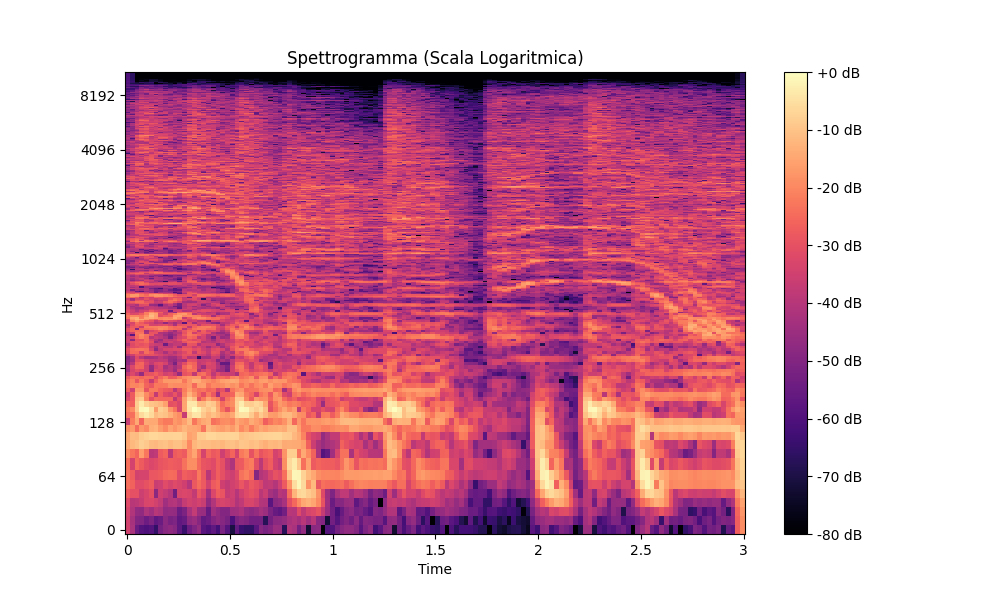 Spettrogramma (Scala Logaritmica)
Hz
8192
4096
2048
1024
512
256
128
64
0
0 0.5 1 1.5 2 2.5 3
Time
+0 dB
-10 dB
-20 dB
-30 dB
-40 dB
-50 dB
-60 dB
-70 dB
-80 dB